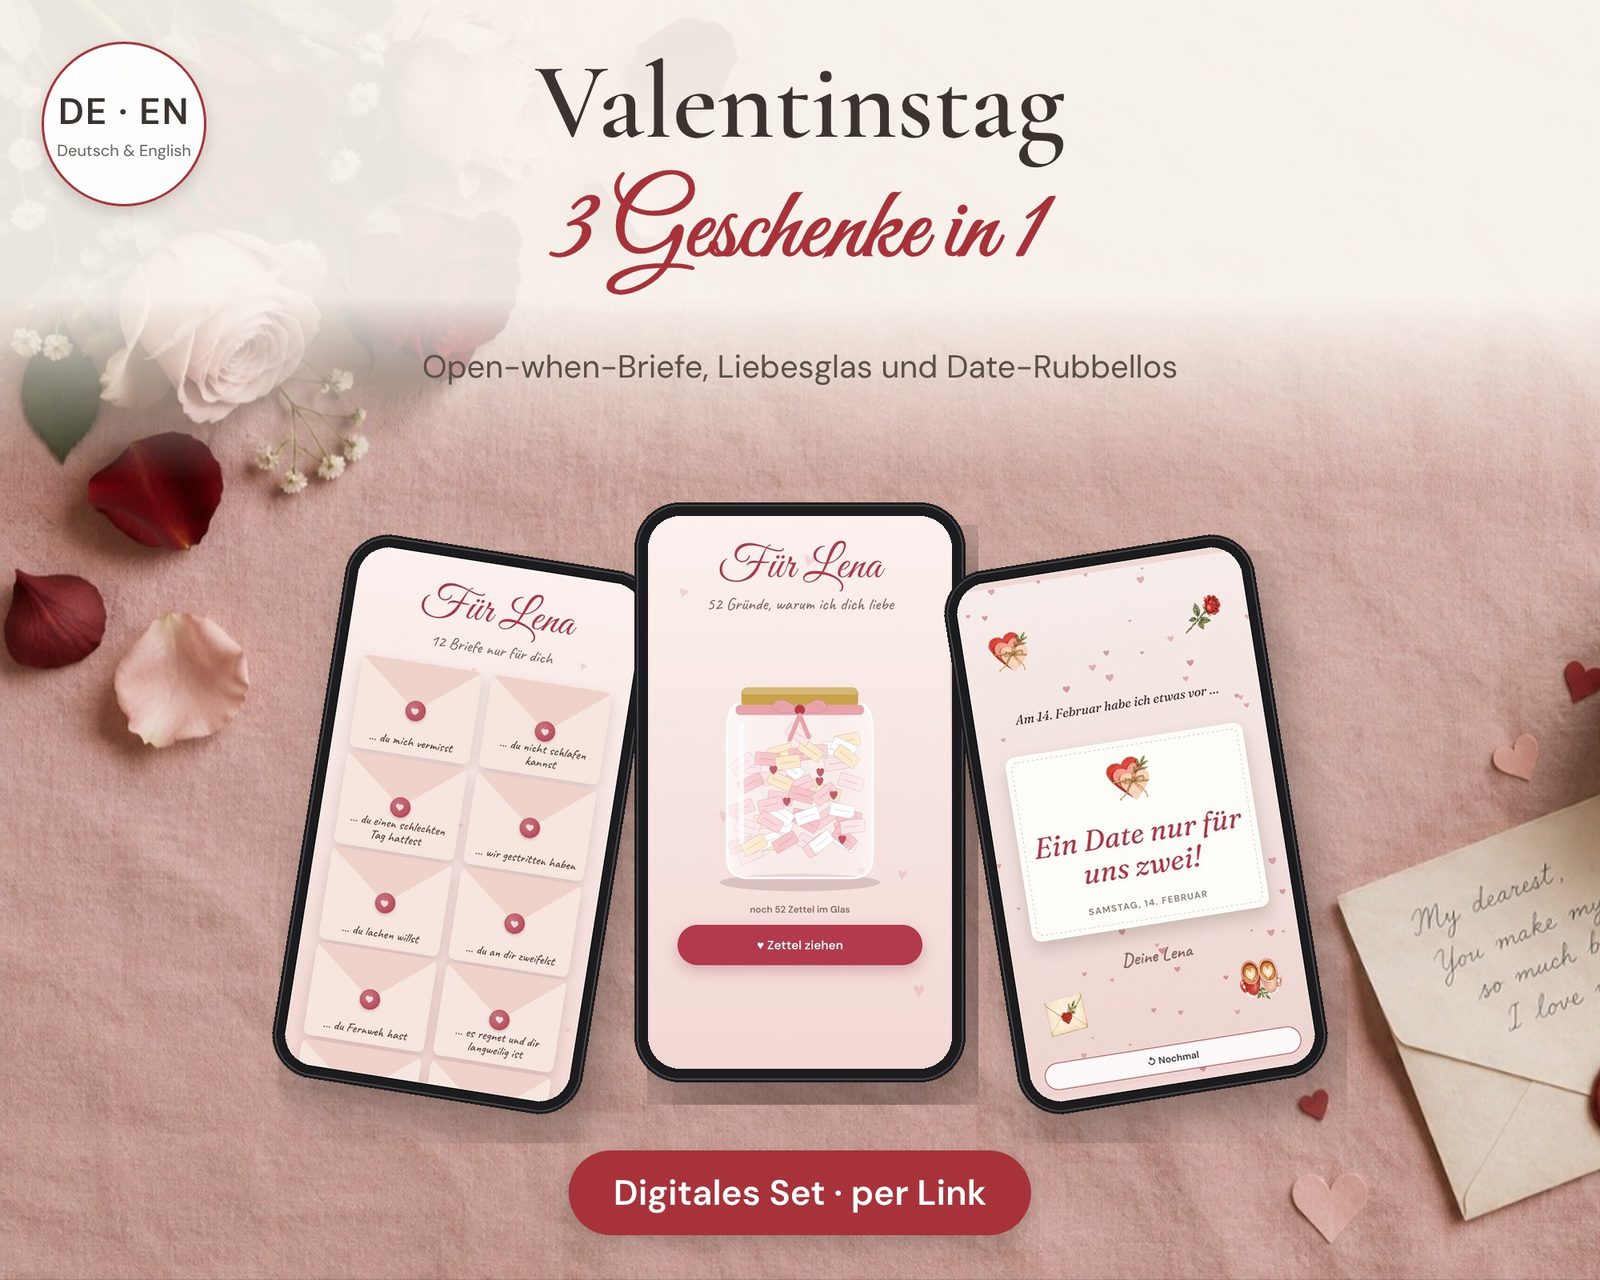 DE · EN
Deutsch & English
Valentinstag
3 Geschenke in 1
Open-when-Briefe, Liebesglas und Date-Rubbellos
Für Lena
12 Briefe nur für dich
... du mich vermisst
... du nicht schlafen
kannst
... du einen schlechten
Tag hattest
... wir gestritten haben
... du lachen willst
... du an dir zweifelst
... du Fernweh hast
... es regnet und dir
langweilig ist
Für Lena
52 Gründe, warum ich dich liebe
noch 52 Zettel im Glas
♥ Zettel ziehen
Am 14. Februar habe ich etwas vor ...
Ein Date nur für
uns zwei!
SAMSTAG, 14. FEBRUAR
Deine Lena
↺ Nochmal
My dearest,
You make my
so much
I love
Digitales Set · per Link